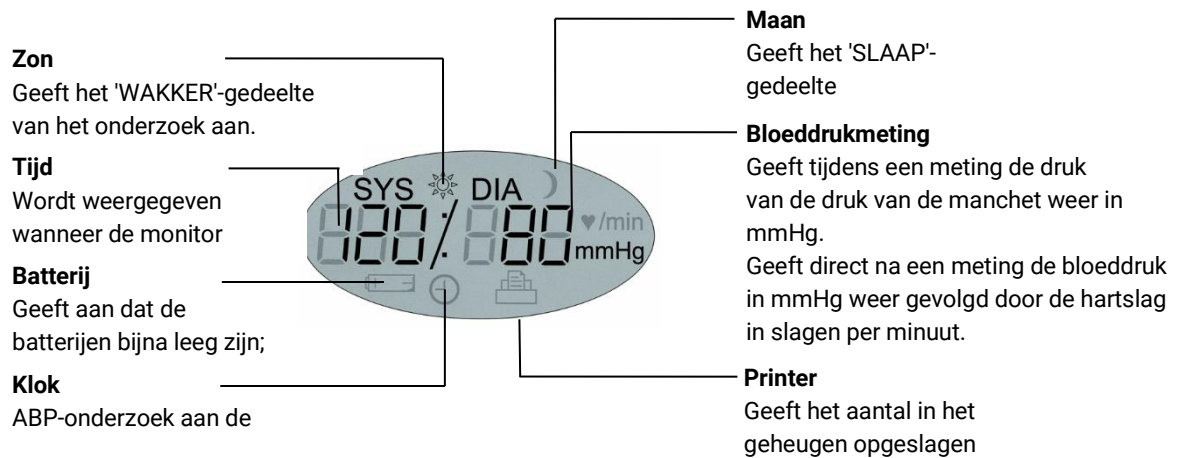 Zon
Geeft het 'WAKKER'-gedeelte
van het onderzoek aan.
Tijd
Wordt weergegeven
wanneer de monitor
Batterij
Geeft aan dat de
batterijen bijna leeg zijn;
Klok
ABP-onderzoek aan de
SYS DIA
120/ 80 ♥/min
mmHg
Maan
Geeft het 'SLAAP'-
gedeelte
Bloeddrukmeting
Geeft tijdens een meting de druk
van de druk van de manchet weer in
mmHg.
Geeft direct na een meting de bloeddruk
in mmHg weer gevolgd door de hartslag
in slagen per minuut.
Printer
Geeft het aantal in het
geheugen opgeslagen